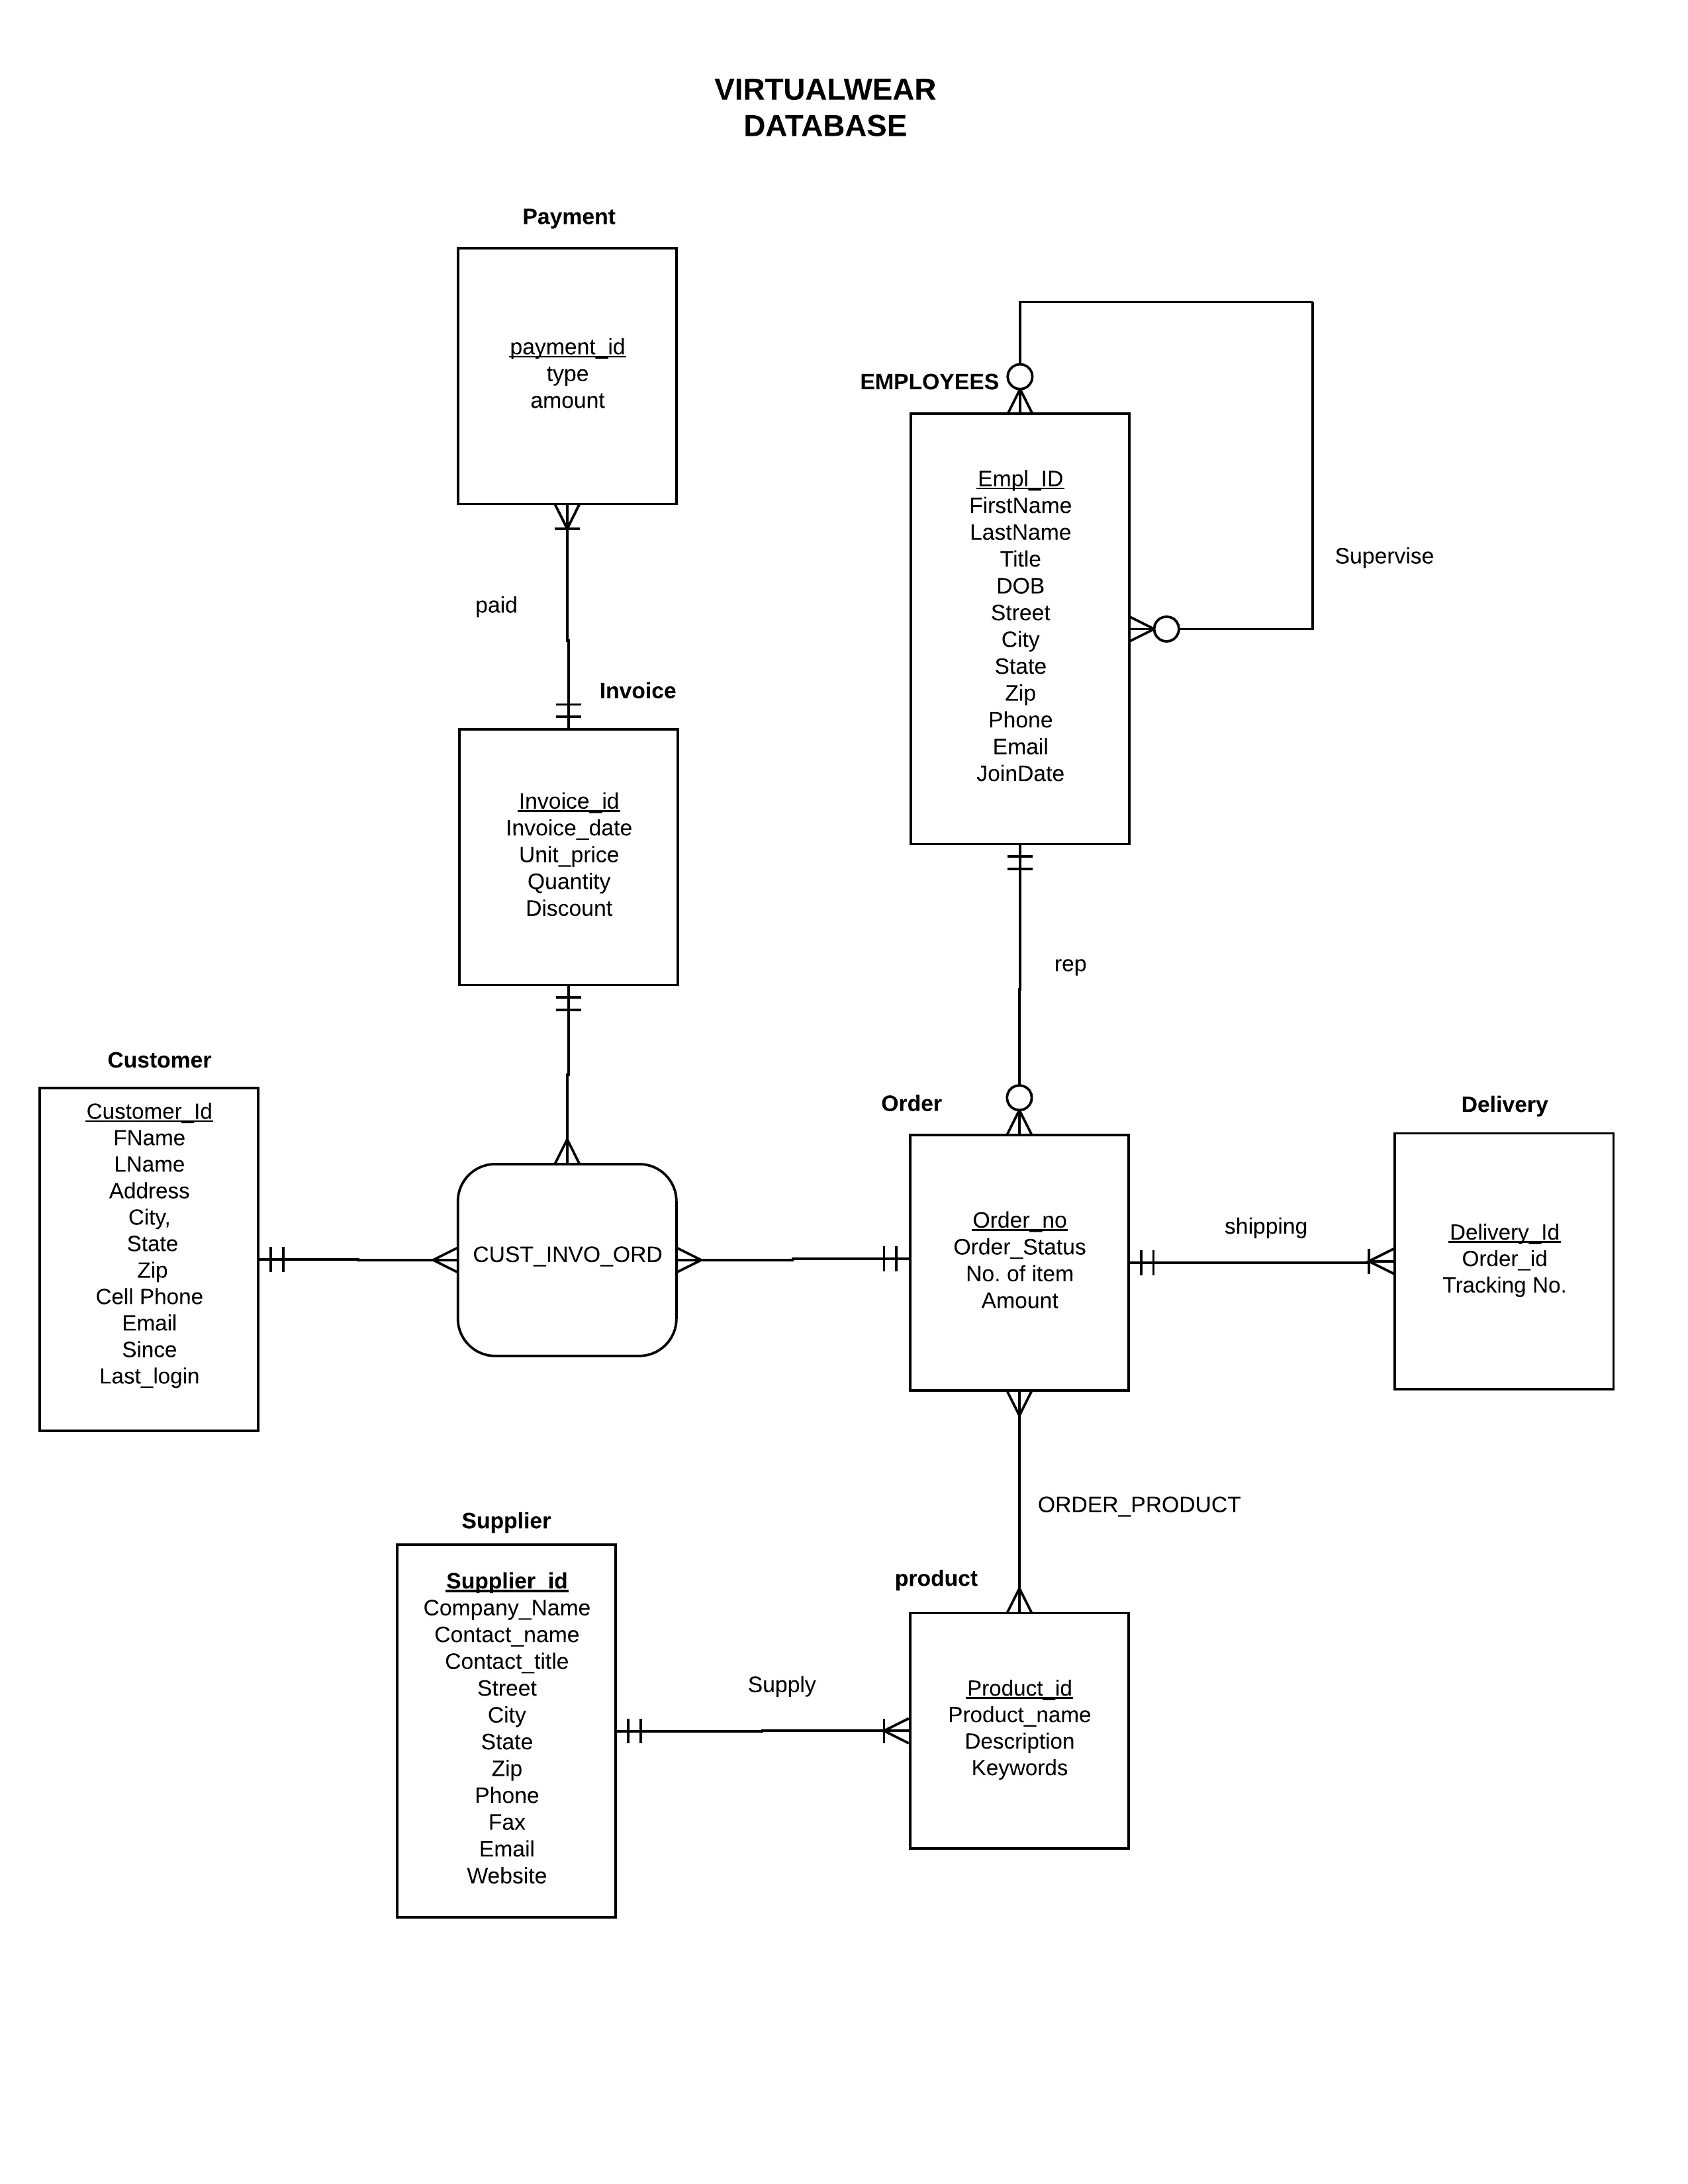 VIRTUALWEAR
DATABASE
Payment
payment_id
type
amount
paid
EMPLOYEES
Empl_ID
FirstName
LastName
Title
DOB
Street
City
State
Zip
Phone
Email
JoinDate
Supervise
Invoice
Invoice_id
Invoice_date
Unit_price
Quantity
Discount
rep
Customer
Customer_Id
FName
LName
Address
City,
State
Zip
Cell Phone
Email
Since
Last_login
CUST_INVO_ORD
Order
Order_no
Order_Status
No. of item
Amount
shipping
Delivery
Delivery_Id
Order_id
Tracking No.
ORDER_PRODUCT
Supplier
Supplier_id
Company_Name
Contact_name
Contact_title
Street
City
State
Zip
Phone
Fax
Email
Website
Supply
product
Product_id
Product_name
Description
Keywords